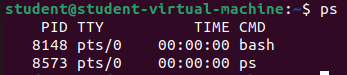 student@student-virtual-machine:~$ ps
    PID TTY          TIME CMD
   8148 pts/0    00:00:00 bash
   8573 pts/0    00:00:00 ps